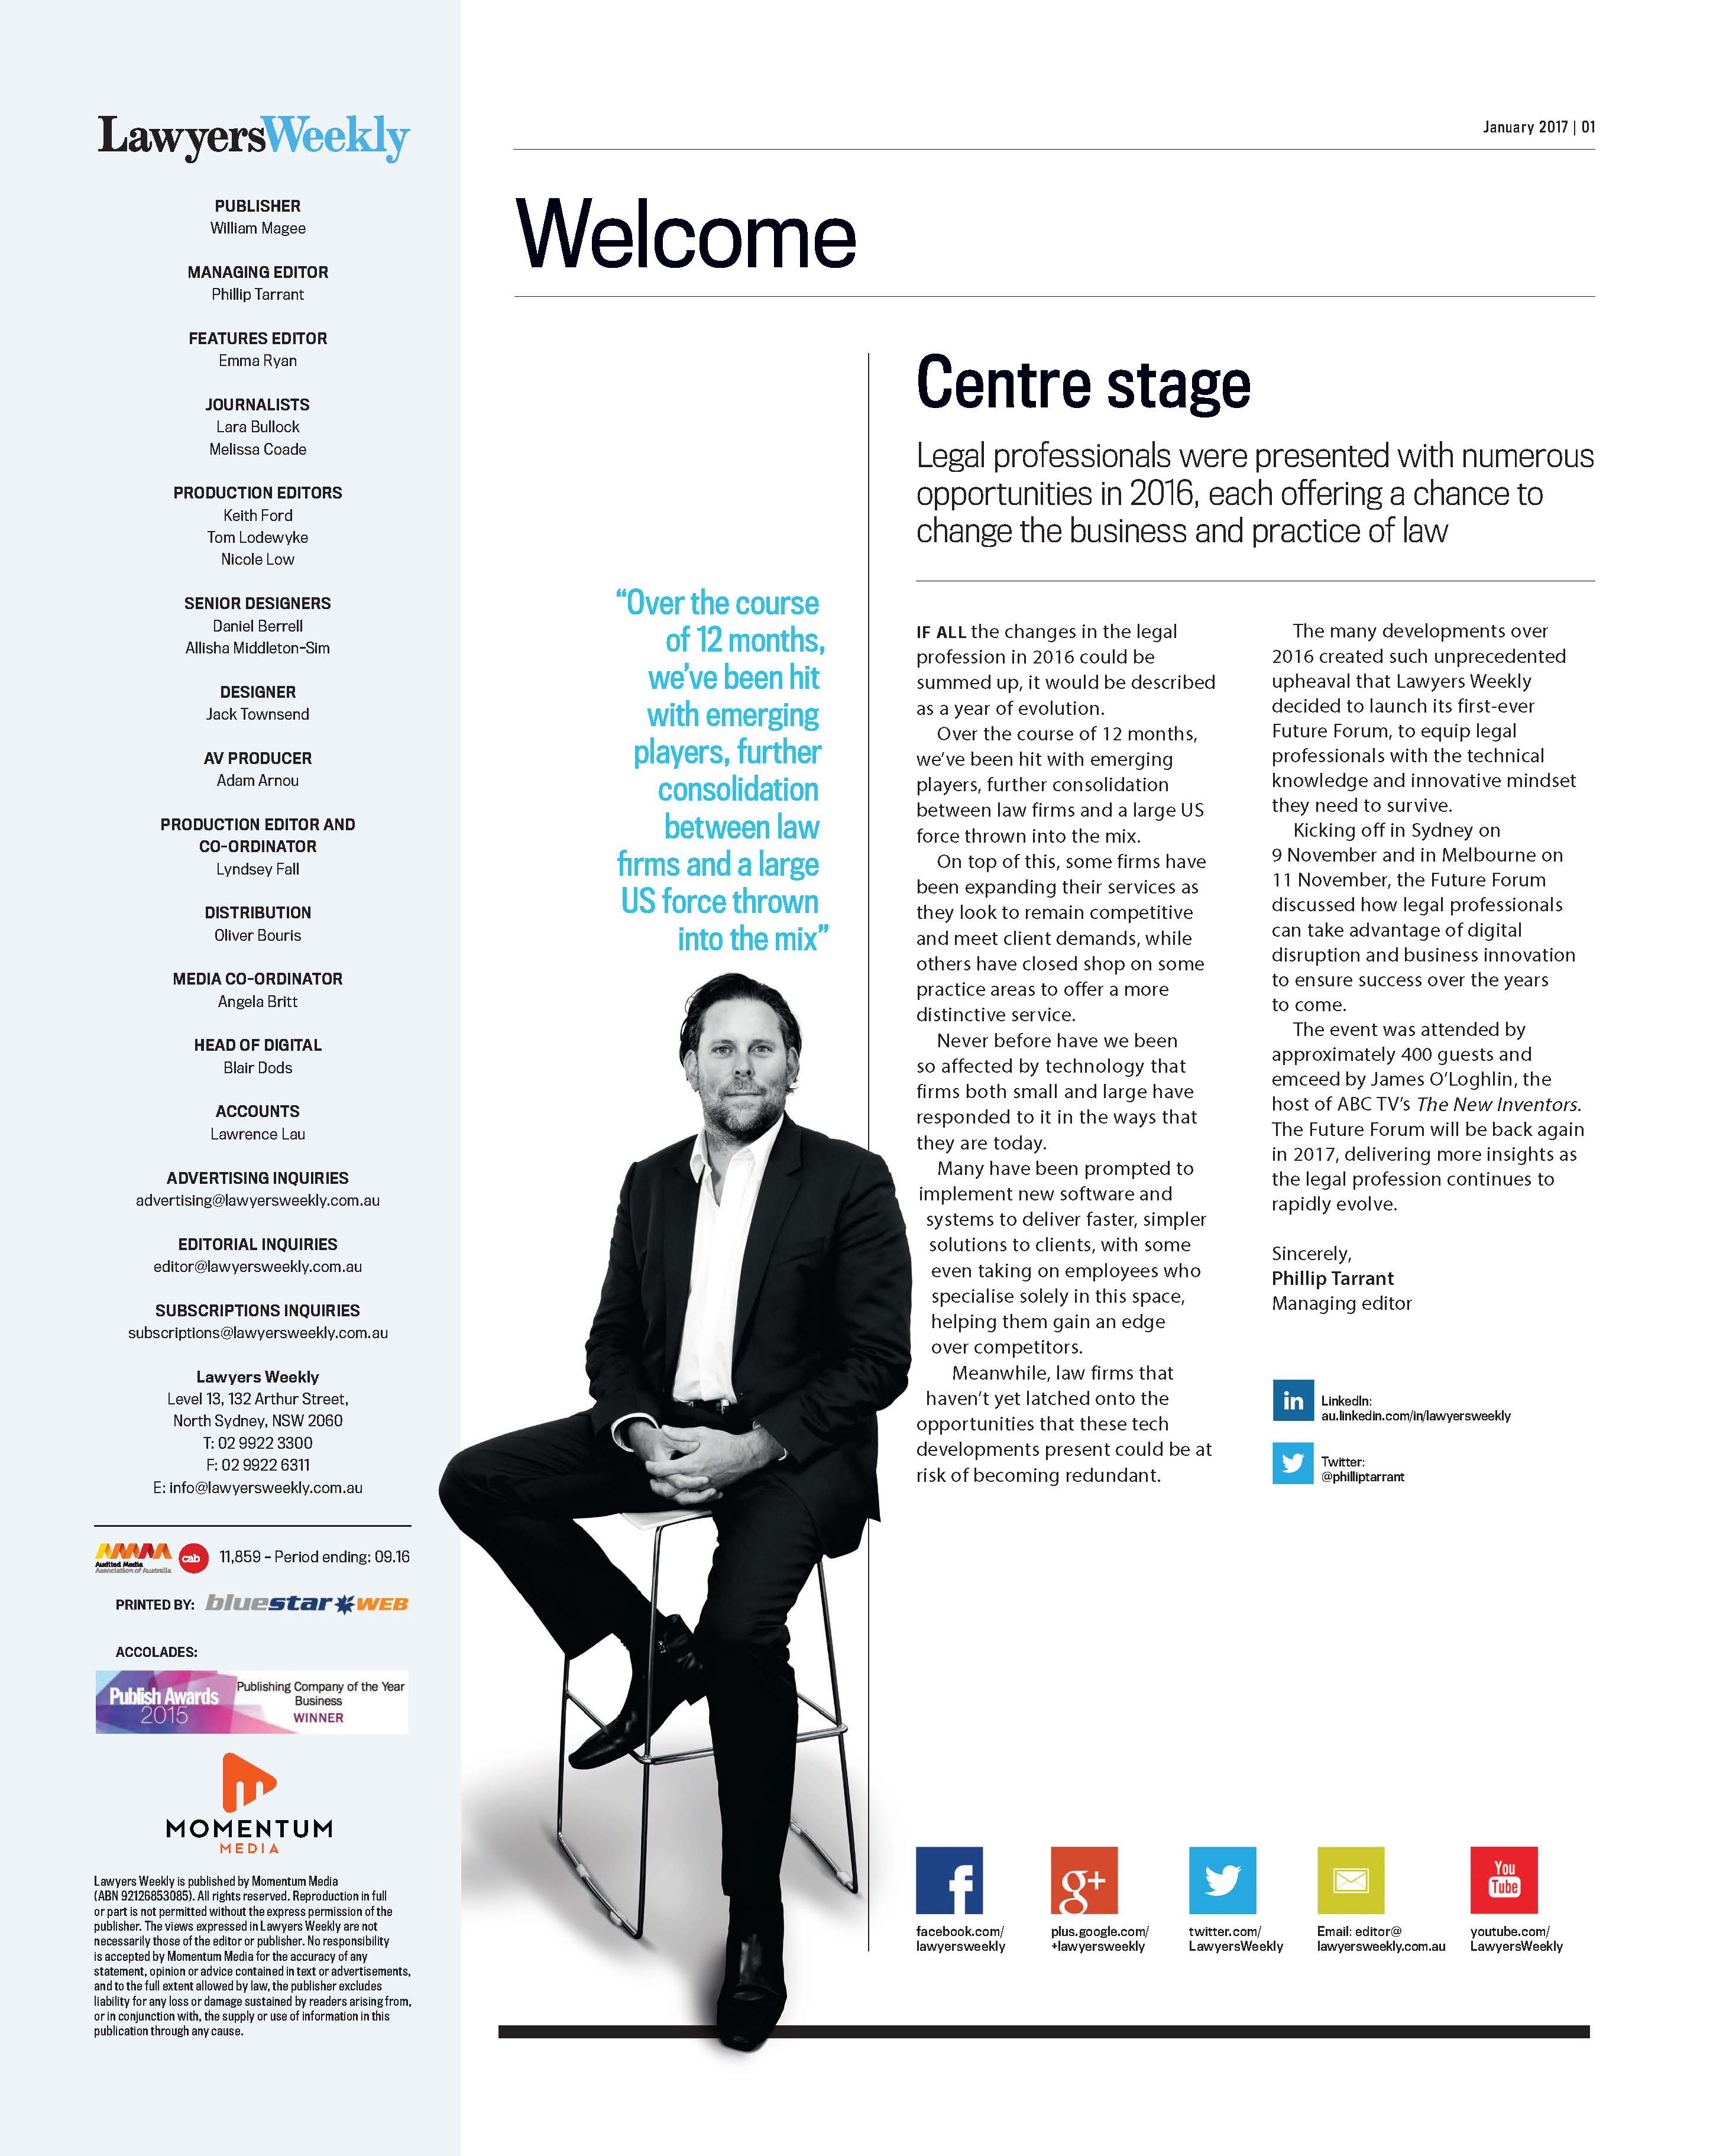 LawyersWeekly
PUBLISHER
William Magee
MANAGING EDITOR
Phillip Tarrant
FEATURES EDITOR
Emma Ryan
JOURNALISTS
Lara Bullock
Melissa Coade
PRODUCTION EDITORS
Keith Ford
Tom Lodewyke
Nicole Low
SENIOR DESIGNERS
Daniel Berrell
Allisha Middleton-Sim
DESIGNER
Jack Townsend
AV PRODUCER
Adam Arnou
PRODUCTION EDITOR AND
CO-ORDINATOR
Lyndsey Fall
DISTRIBUTION
Oliver Bouris
MEDIA CO-ORDINATOR
Angela Britt
HEAD OF DIGITAL
Blair Dods
ACCOUNTS
Lawrence Lau
ADVERTISING INQUIRIES
advertising@lawyersweekly.com.au
EDITORIAL INQUIRIES
editor@lawyersweekly.com.au
SUBSCRIPTIONS INQUIRIES
subscriptions@lawyersweekly.com.au
Lawyers Weekly
Level 13, 132 Arthur Street,
North Sydney, NSW 2060
T: 02 9922 3300
F: 02 9922 6311
E: info@lawyersweekly.com.au
Audited Media
Association of Australia
cab
11,859 - Period ending: 09.16
PRINTED BY: bluestar WEB
ACCOLADES:
Publish Awards
2015
Publishing Company of the Year
Business
WINNER
MOMENTUM
MEDIA
Lawyers Weekly is published by Momentum Media
(ABN 92126853085). All rights reserved. Reproduction in full
or part is not permitted without the express permission of the
publisher. The views expressed in Lawyers Weekly are not
necessarily those of the editor or publisher. No responsibility
is accepted by Momentum Media for the accuracy of any
statement, opinion or advice contained in text or advertisements,
and to the full extent allowed by law, the publisher excludes
liability for any loss or damage sustained by readers arising from,
or in conjunction with, the supply or use of information in this
publication through any cause.
January 2017 | 01
Welcome
Centre stage
Legal professionals were presented with numerous
opportunities in 2016, each offering a chance to
change the business and practice of law
“Over the course
of 12 months,
we’ve been hit
with emerging
players, further
consolidation
between law
firms and a large
US force thrown
into the mix”
IF ALL the changes in the legal
profession in 2016 could be
summed up, it would be described
as a year of evolution.
Over the course of 12 months,
we’ve been hit with emerging
players, further consolidation
between law firms and a large US
force thrown into the mix.
On top of this, some firms have
been expanding their services as
they look to remain competitive
and meet client demands, while
others have closed shop on some
practice areas to offer a more
distinctive service.
Never before have we been
so affected by technology that
firms both small and large have
responded to it in the ways that
they are today.
Many have been prompted to
implement new software and
systems to deliver faster, simpler
solutions to clients, with some
even taking on employees who
specialise solely in this space,
helping them gain an edge
over competitors.
Meanwhile, law firms that
haven’t yet latched onto the
opportunities that these tech
developments present could be at
risk of becoming redundant.
The many developments over
2016 created such unprecedented
upheaval that Lawyers Weekly
decided to launch its first-ever
Future Forum, to equip legal
professionals with the technical
knowledge and innovative mindset
they need to survive.
Kicking off in Sydney on
9 November and in Melbourne on
11 November, the Future Forum
discussed how legal professionals
can take advantage of digital
disruption and business innovation
to ensure success over the years
to come.
The event was attended by
approximately 400 guests and
emceed by James O’Loghlin, the
host of ABC TV’s The New Inventors.
The Future Forum will be back again
in 2017, delivering more insights as
the legal profession continues to
rapidly evolve.
Sincerely,
Phillip Tarrant
Managing editor
in
LinkedIn:
au.linkedin.com/in/lawyersweekly
Twitter:
@philliptarrant
f
facebook.com/
lawyersweekly
g+
plus.google.com/
+lawyersweekly
twitter.com/
LawyersWeekly
Email: editor@
lawyersweekly.com.au
You
Tube
youtube.com/
LawyersWeekly